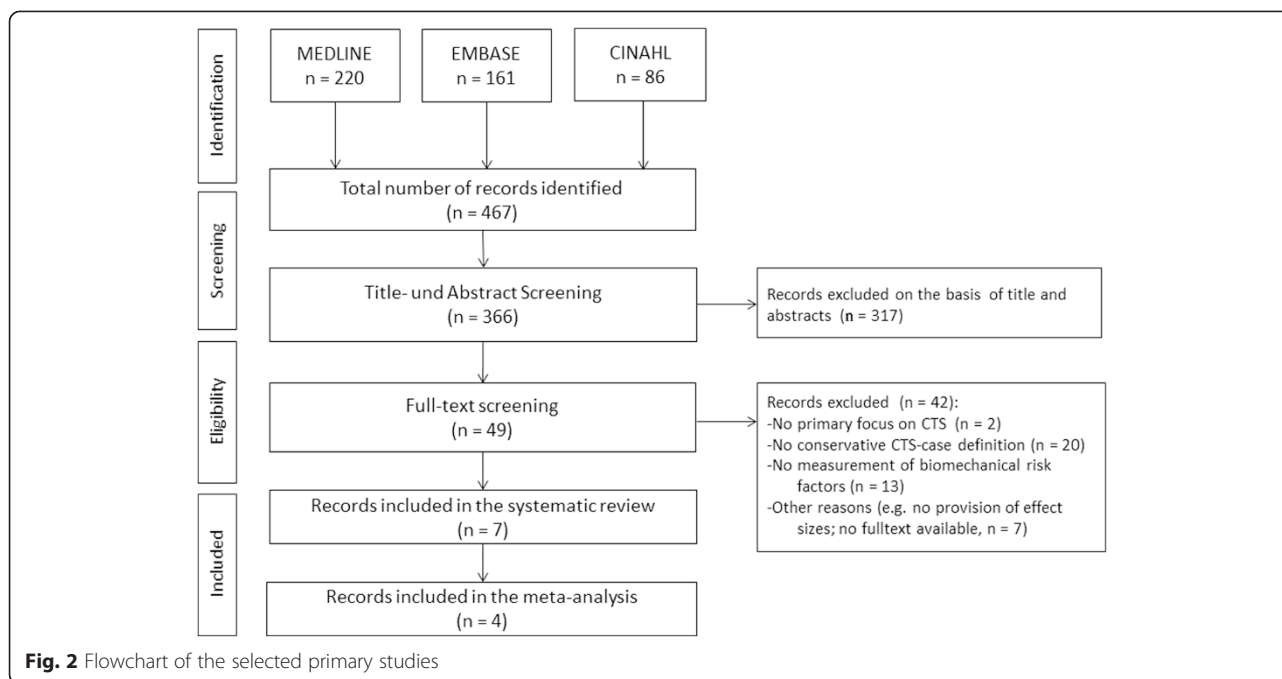 Identification
MEDLINE
n = 220
EMBASE
n = 161
CINAHL
n = 86
Total number of records identified
(n = 467)
Screening
Title- und Abstract Screening
(n = 366)
Records excluded on the basis of title and
abstracts (n = 317)
Eligibility
Full-text screening
(n = 49)
Records excluded (n = 42):
-No primary focus on CTS (n = 2)
-No conservative CTS-case definition (n = 20)
-No measurement of biomechanical risk
factors (n = 13)
-Other reasons (e.g. no provision of effect
sizes; no fulltext available, n = 7)
Included
Records included in the systematic review
(n = 7)
Records included in the meta-analysis
(n = 4)
Fig. 2 Flowchart of the selected primary studies